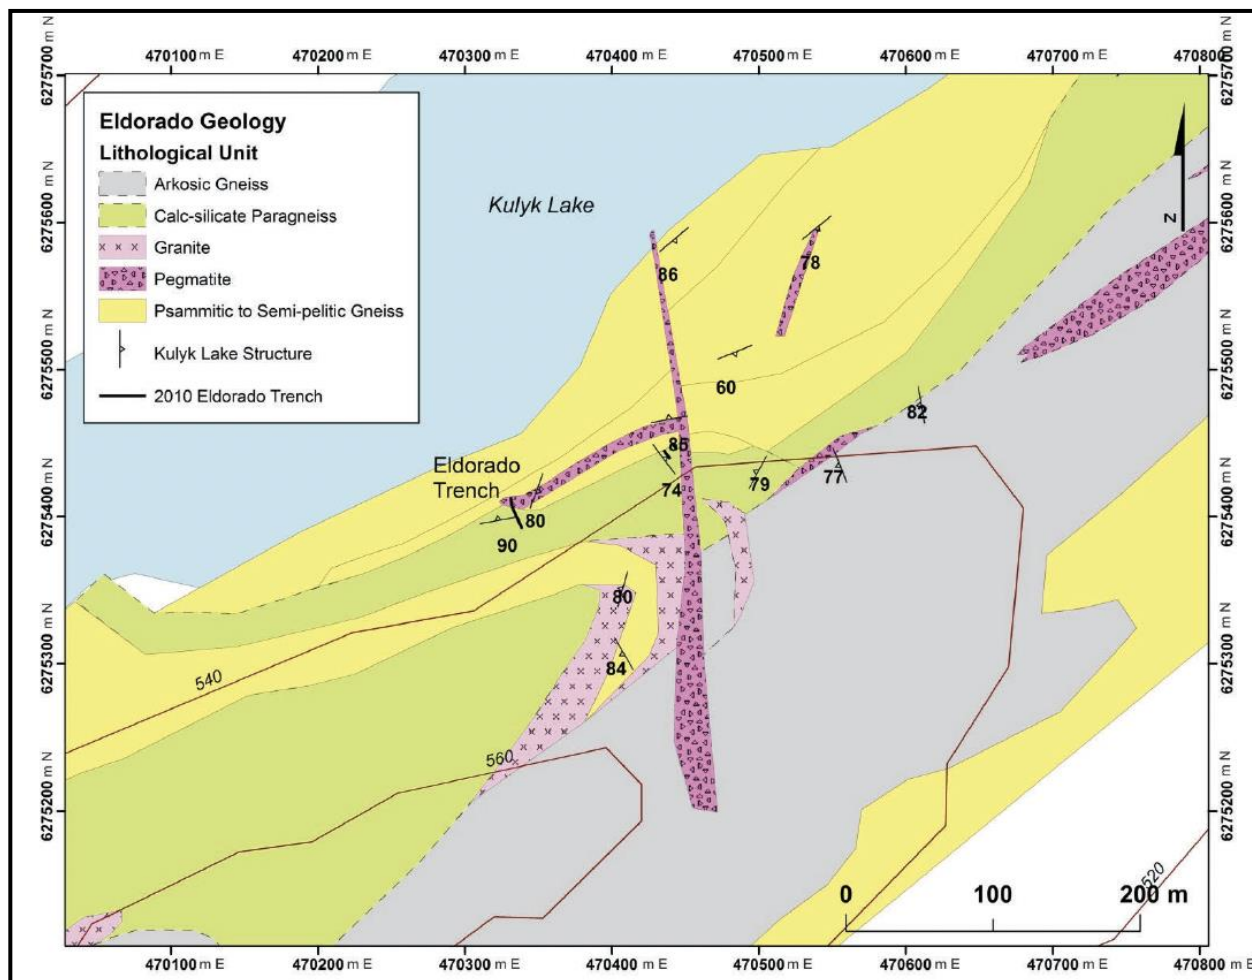 470100 m E 470200 m E 470300 m E 470400 m E 470500 m E 470600 m E 470700 m E 470800 m E
6275700 m N
6275600 m N
6275500 m N
6275400 m N
6275300 m N
6275200 m N
Eldorado Geology
Lithological Unit
Arkosic Gneiss
Calc-silicate Paragneiss
Granite
Pegmatite
Psammitic to Semi-pelitic Gneiss
Kulyk Lake Structure
2010 Eldorado Trench
Kulyk Lake
N
86
78
60
82
85
Eldorado
Trench
74
79
77
80
90
80
84
540
560
520
0 100 200 m
6275700 m N
6275600 m N
6275500 m N
6275400 m N
6275300 m N
6275200 m N
470100 m E 470200 m E 470300 m E 470400 m E 470500 m E 470600 m E 470700 m E 470800 m E